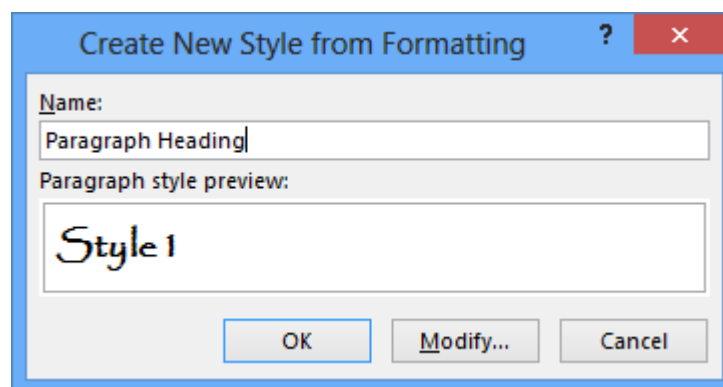 Create New Style from Formatting ? ×
Name:
Paragraph Heading
Paragraph style preview:
Style 1
OK Modify... Cancel